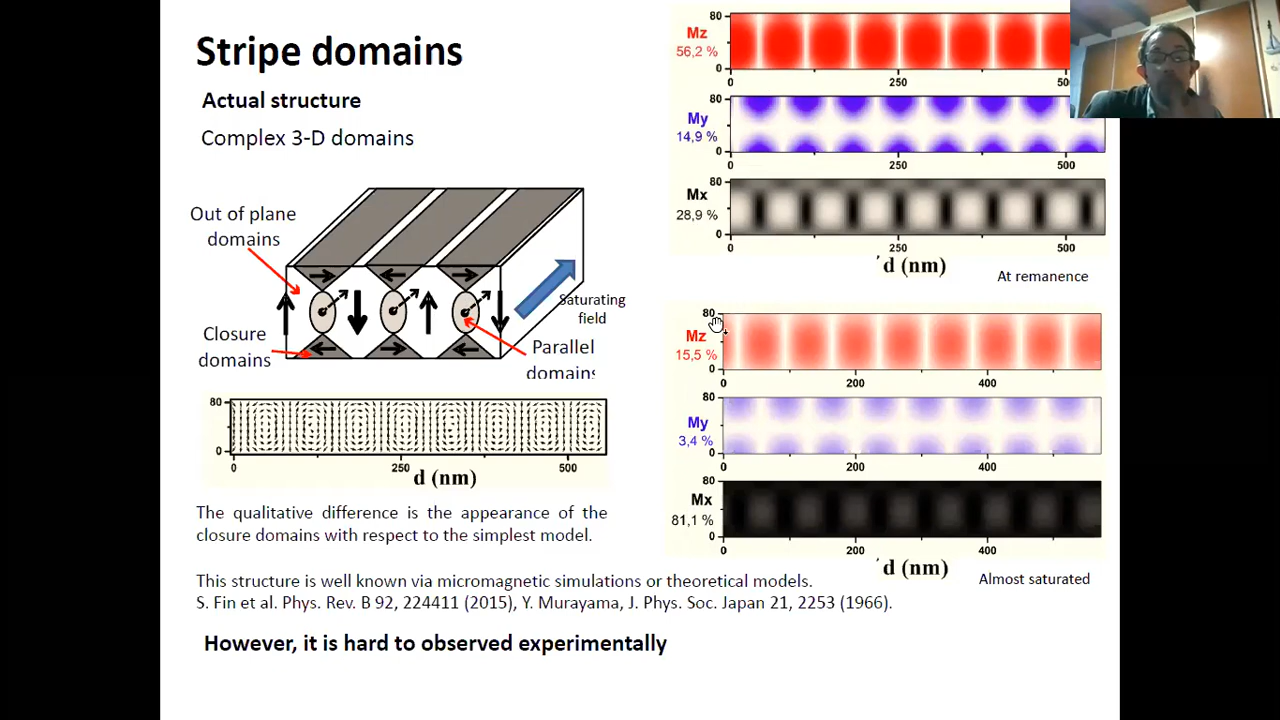 Stripe domains
Actual structure
Complex 3-D domains
Out of plane
domains
Closure
domains
Saturating
field
Parallel
domains
80
0
0
250
500
d (nm)
The qualitative difference is the appearance of the
closure domains with respect to the simplest model.
Mz
56,2 %
80
0
0
250
My
14,9 %
80
0
0
250
500
Mx
28,9 %
80
0
0
250
500
d (nm)
At remanence
Mz
15,5 %
80
0
0
200
400
My
3,4 %
80
0
0
200
400
Mx
81,1 %
80
0
0
200
400
d (nm)
Almost saturated
This structure is well known via micromagnetic simulations or theoretical models.
S. Fin et al. Phys. Rev. B 92, 224411 (2015), Y. Murayama, J. Phys. Soc. Japan 21, 2253 (1966).
However, it is hard to observed experimentally